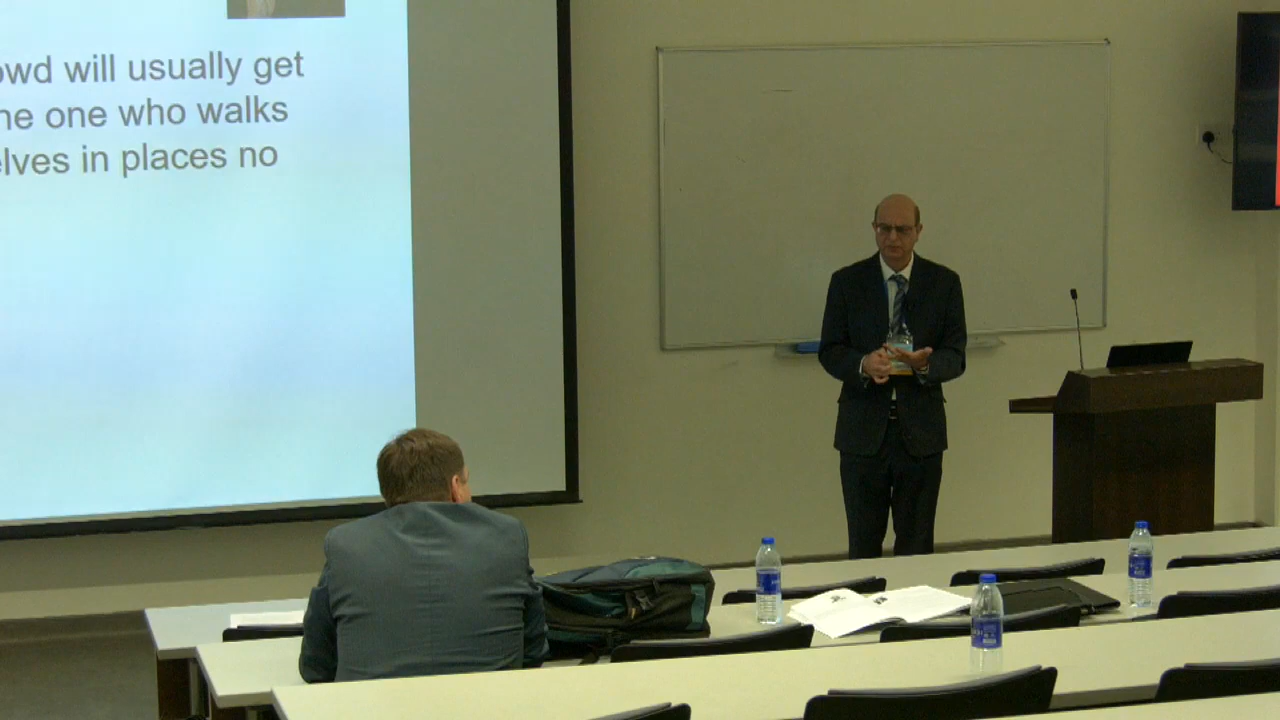 owd will usually get
he one who walks
elves in places no